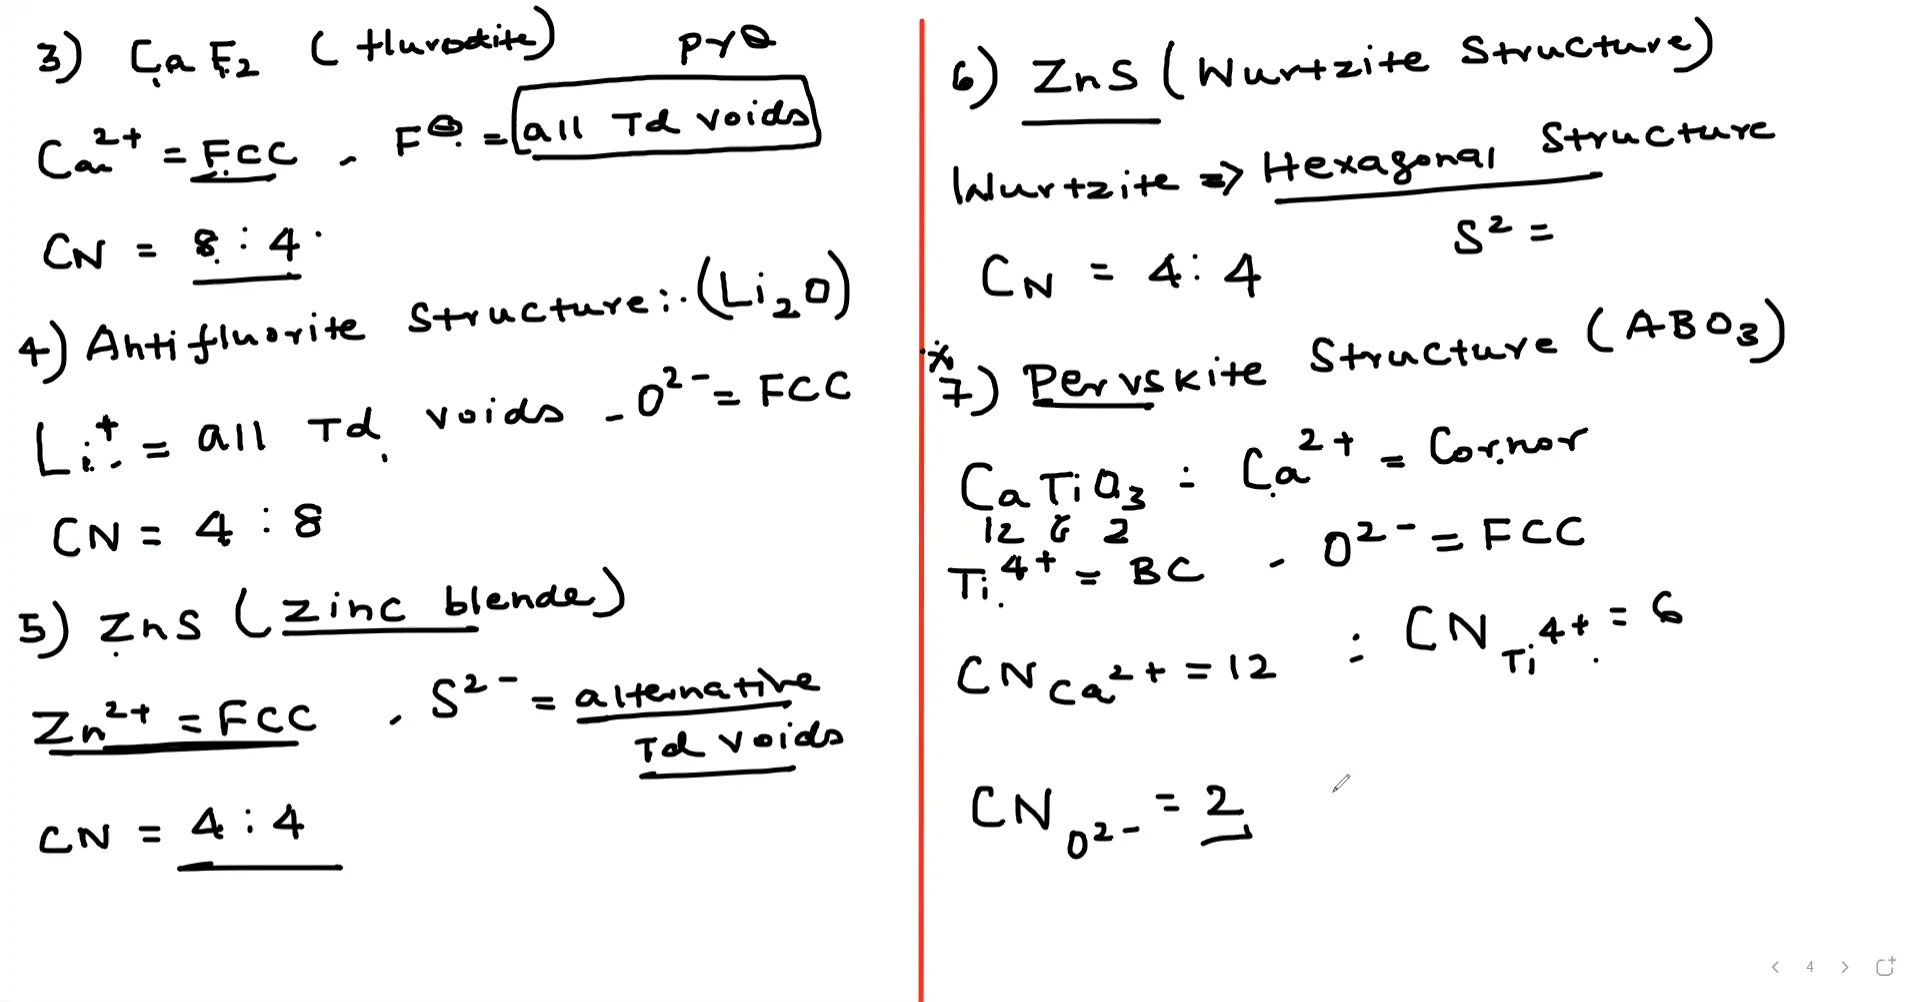 3) CaF2 (flurodite) PYQ
Ca2+ = FCC - F⊖ = all Td voids
CN = 8 : 4
4) Antifluorite Structure:- (Li2O)
Li+ = all Td voids - O2- = FCC
CN = 4 : 8
5) ZnS (Zinc blende)
Zn2+ = FCC , S2- = alternative
Td voids
CN = 4 : 4
6) ZnS (Wurtzite Structure)
Wurtzite => Hexagonal Structure
S2 =
CN = 4 : 4
*
7) Pervskite Structure (ABO3)
CaTiO3 : Ca2+ = Cornor
12 6 2
Ti4+ = BC - O2- = FCC
CN Ca2+ = 12 : CN Ti4+ = 6
CN O2- = 2
4